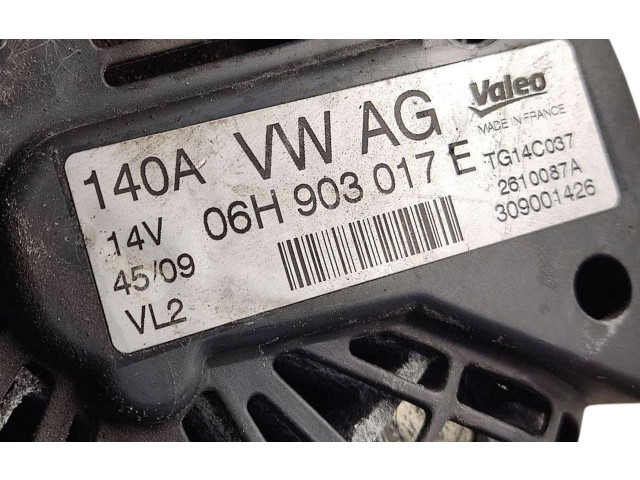 140A VW AG Valeo
MADE IN FRANCE
14V 06H 903 017 E TG14C037
45/09 2610087A
VL2 309001426